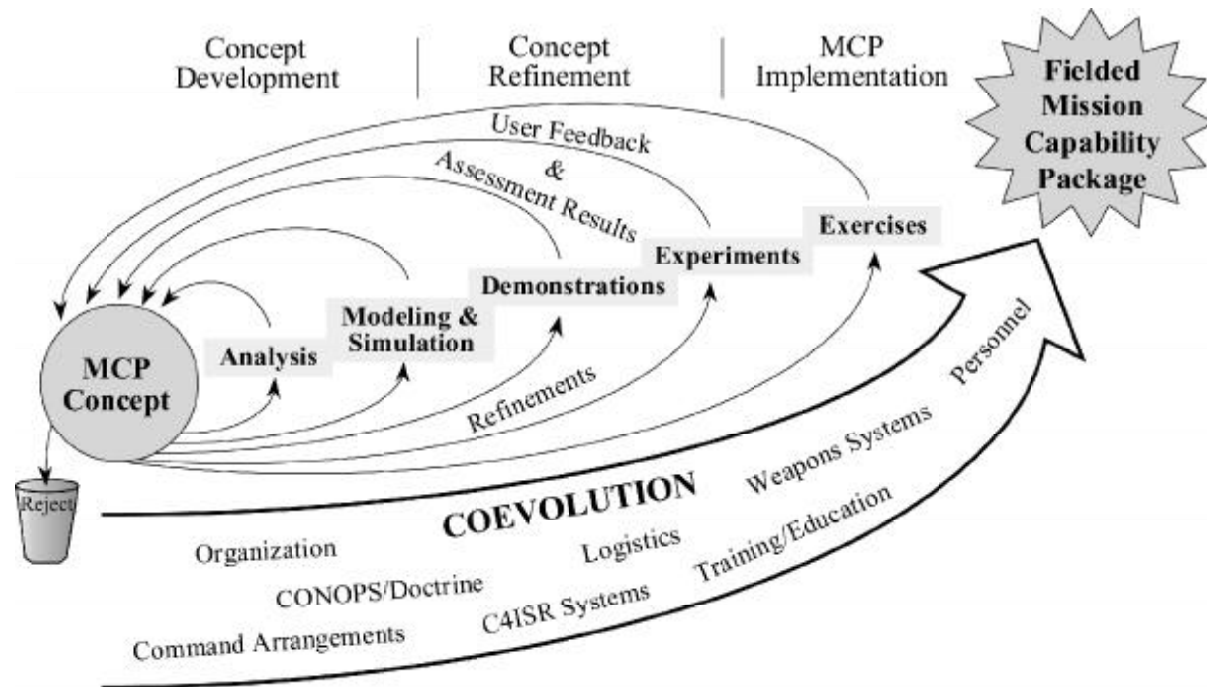 Concept
Development
Concept
Refinement
MCP
Implementation
Fielded
Mission
Capability
Package
User Feedback
&
Assessment Results
Exercises
Experiments
Demonstrations
Modeling &
Simulation
Analysis
MCP
Concept
Refinements
Reject
COEVOLUTION
Personnel
Weapons Systems
Organization
Logistics
Training/Education
CONOPS/Doctrine
C4ISR Systems
Command Arrangements